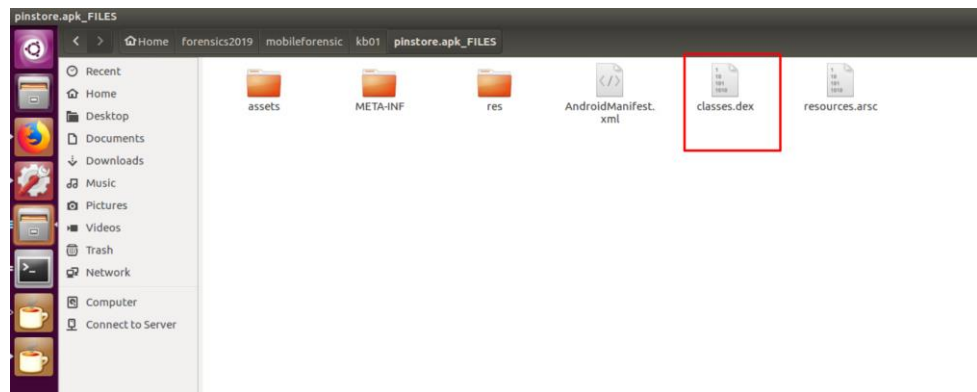 pinstore.apk_FILES
Home forensics2019 mobileforensic kb01 pinstore.apk_FILES
Recent
Home
Desktop
Documents
Downloads
Music
Pictures
Videos
Trash
Network
Computer
Connect to Server
assets
META-INF
res
AndroidManifest.
xml
classes.dex
resources.arsc